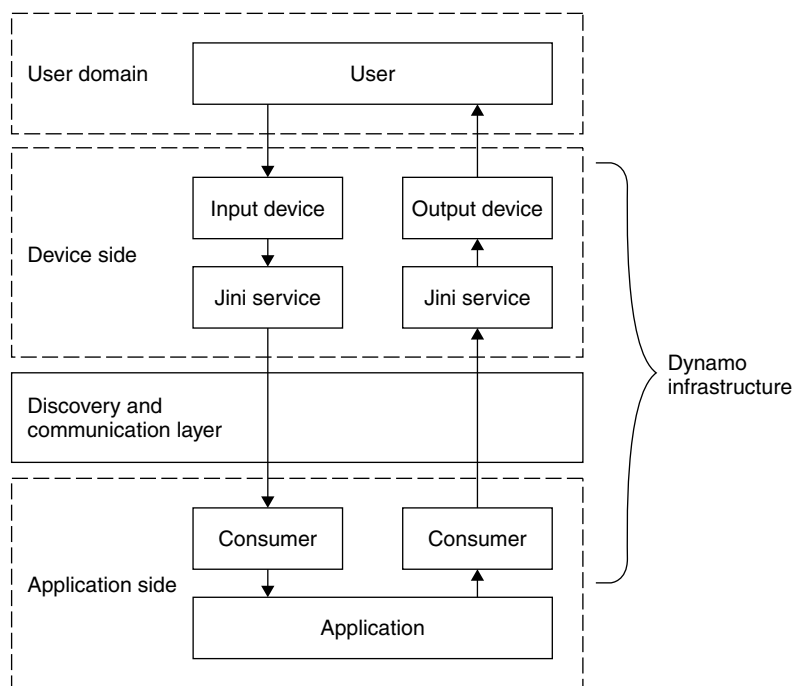 User domain
User
Input device
Output device
Device side
Jini service
Jini service
Dynamo
infrastructure
Discovery and
communication layer
Consumer
Consumer
Application side
Application